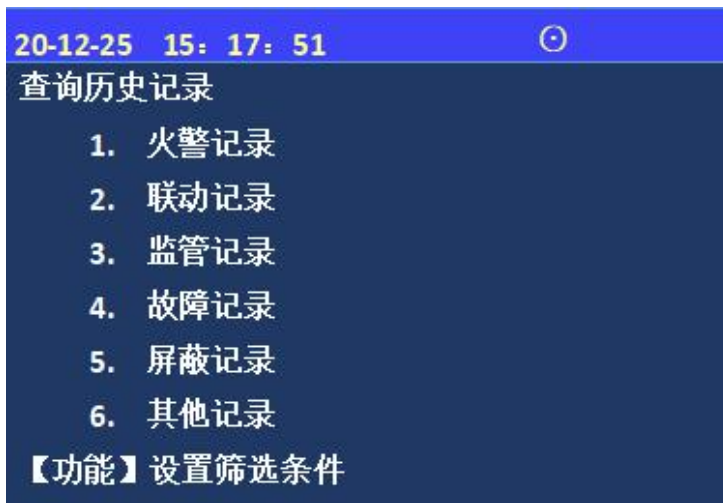 20-12-25 15：17：51
查询历史记录
1. 火警记录
2. 联动记录
3. 监管记录
4. 故障记录
5. 屏蔽记录
6. 其他记录
【功能】设置筛选条件